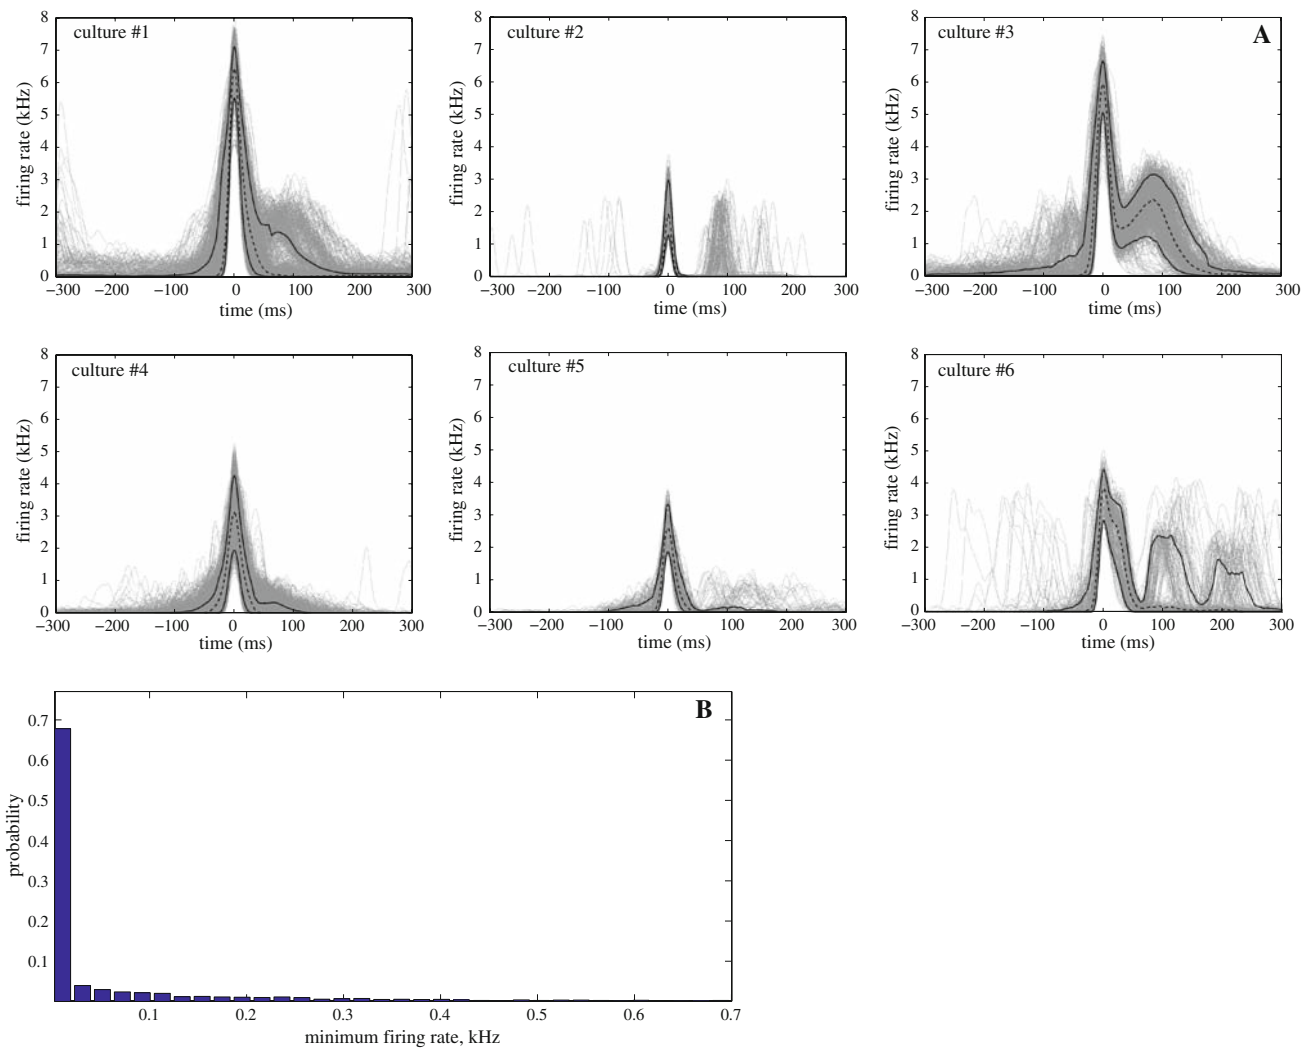 culture #1
8
7
6
5
4
3
2
1
0
firing rate (kHz)
−300 −200 −100 0 100 200 300
time (ms)
culture #2
8
7
6
5
4
3
2
1
0
firing rate (kHz)
−300 −200 −100 0 100 200 300
time (ms)
culture #3
A
8
7
6
5
4
3
2
1
0
firing rate (kHz)
−300 −200 −100 0 100 200 300
time (ms)
culture #4
8
7
6
5
4
3
2
1
0
firing rate (kHz)
−300 −200 −100 0 100 200 300
time (ms)
culture #5
8
7
6
5
4
3
2
1
0
firing rate (kHz)
−300 −200 −100 0 100 200 300
time (ms)
culture #6
8
7
6
5
4
3
2
1
0
firing rate (kHz)
−300 −200 −100 0 100 200 300
time (ms)
B
0.7
0.6
0.5
0.4
0.3
0.2
0.1
probability
0.1 0.2 0.3 0.4 0.5 0.6 0.7
minimum firing rate, kHz